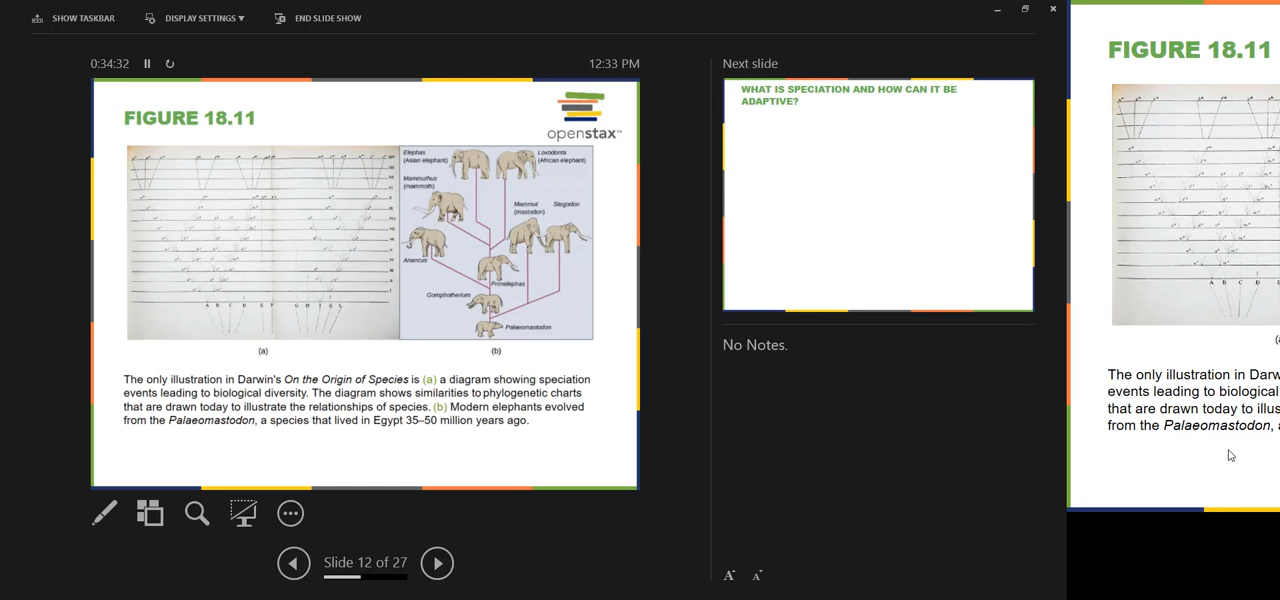 SHOW TASKBAR
DISPLAY SETTINGS ▼
END SLIDE SHOW
0:34:32
12:33 PM
FIGURE 18.11
openstax™
Elephas
(Asian elephant)
Loxodonta
(African elephant)
Mammuthus
(mammoth)
Mammut
(mastodon)
Stegodon
Anancus
Primelephas
Gomphotherium
Palaeomastodon
(a)
(b)
The only illustration in Darwin's On the Origin of Species is (a) a diagram showing speciation
events leading to biological diversity. The diagram shows similarities to phylogenetic charts
that are drawn today to illustrate the relationships of species. (b) Modern elephants evolved
from the Palaeomastodon, a species that lived in Egypt 35–50 million years ago.
Slide 12 of 27
Next slide
WHAT IS SPECIATION AND HOW CAN IT BE
ADAPTIVE?
No Notes.
A A
FIGURE 18.11
A B C D
The only illustration in Darw
events leading to biological
that are drawn today to illus
from the Palaeomastodon, a